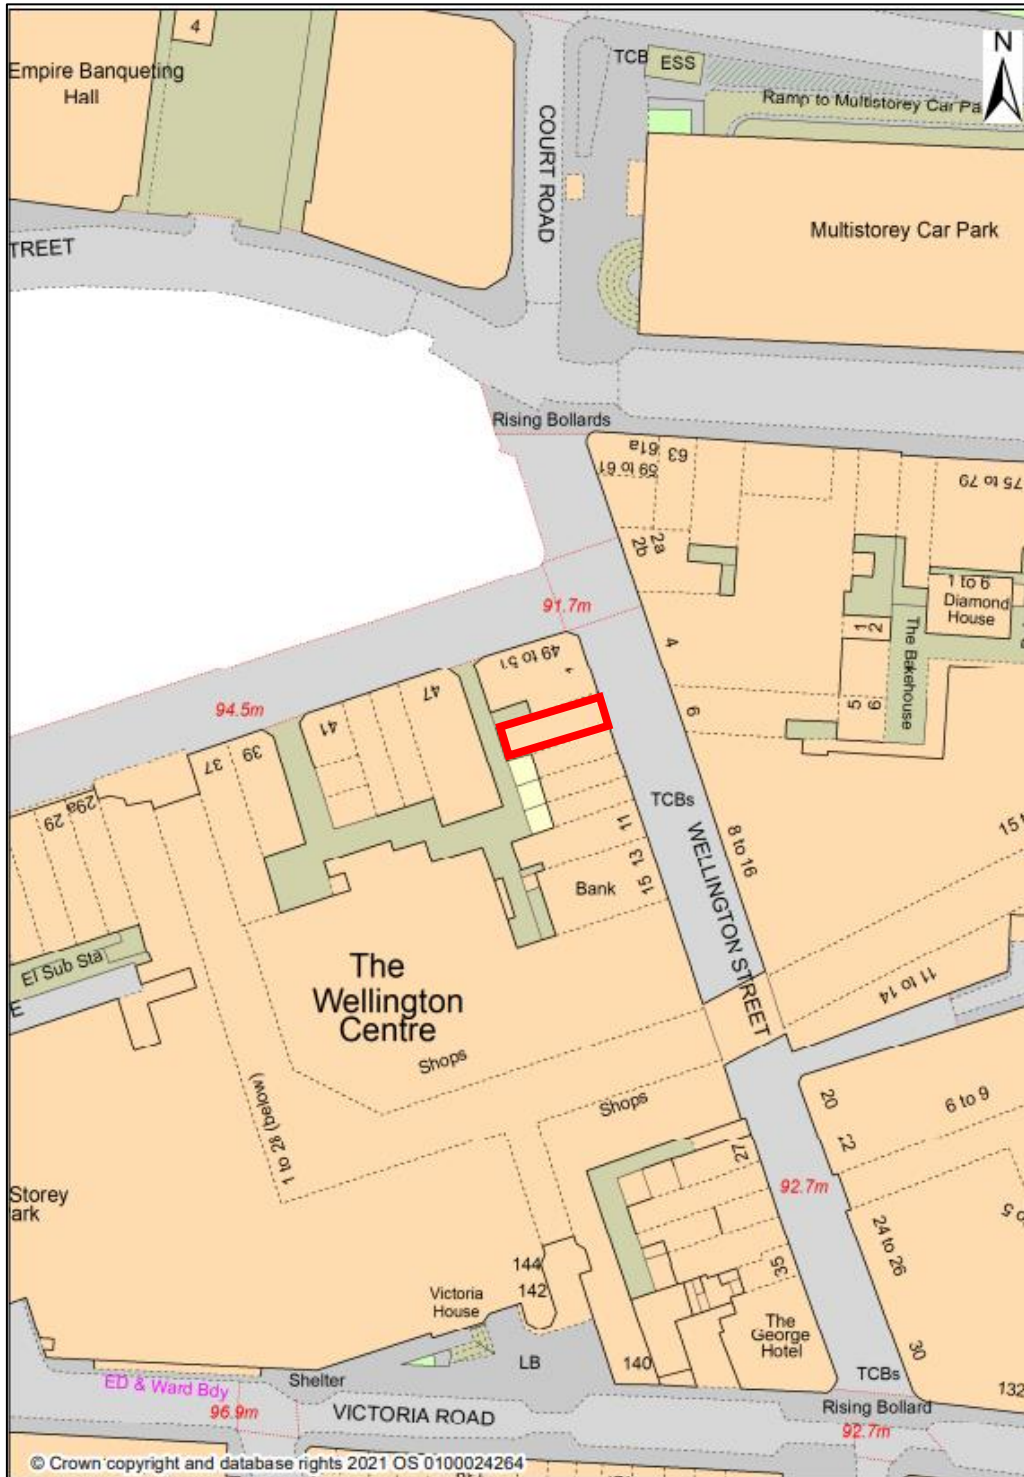 4
Empire Banqueting
Hall
TREET
COURT ROAD
TCB
ESS
N
Ramp to Multistorey Car Pa
Multistorey Car Park
Rising Bollards
61a
59 to 61
63
75 to 79
2b
2a
1 to 6
Diamond
House
The Bakehouse
1
2
5
6
91.7m
4
6
49 to 51
94.5m
47
41
39
37
29a
29
TCBs
WELLINGTON STREET
8 to 16
11
13
15
Bank
El Sub Sta
E
The
Wellington
Centre
Shops
Shops
11 to 14
1 to 28 (below)
20
22
6 to 9
27
92.7m
24 to 26
35
Storey
ark
144
142
Victoria
House
The
George
Hotel
30
LB
140
TCBs
132
Shelter
ED & Ward Bdy
96.9m
VICTORIA ROAD
Rising Bollard
92.7m
© Crown copyright and database rights 2021 OS 0100024264